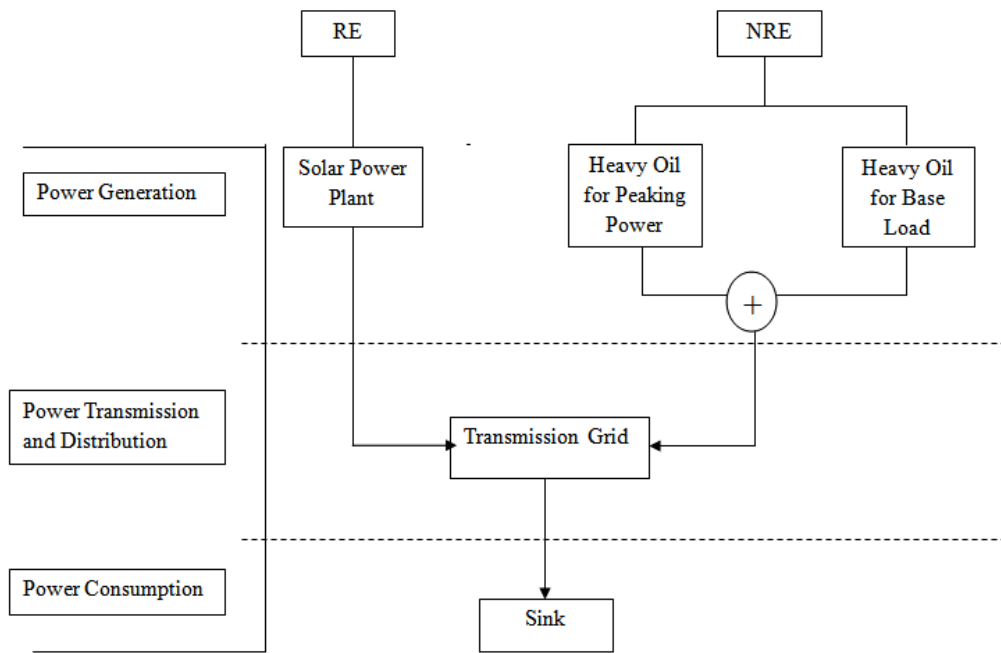 RE
NRE
Power Generation
Solar Power
Plant
Heavy Oil
for Peaking
Power
Heavy Oil
for Base
Load
+
Power Transmission
and Distribution
Transmission Grid
Power Consumption
Sink